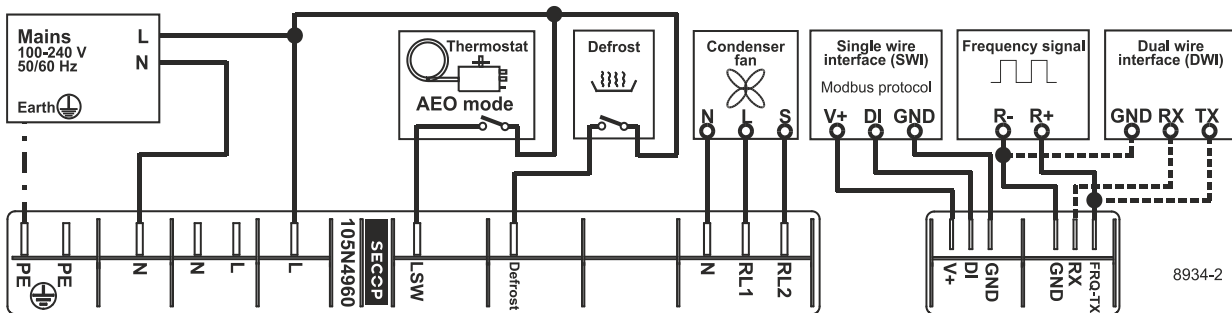 Mains
100-240 V
50/60 Hz
L
N
Earth
Thermostat
AEO mode
Defrost
Condenser
fan
N L S
Single wire
interface (SWI)
Modbus protocol
V+ DI GND
Frequency signal
R- R+
Dual wire
interface (DWI)
GND RX TX
PE
PE
N
N
L
L
105N4960
SECOP
LSW
Defrost
N
RL1
RL2
V+
DI
GND
GND
RX
FRQ-TX
8934-2